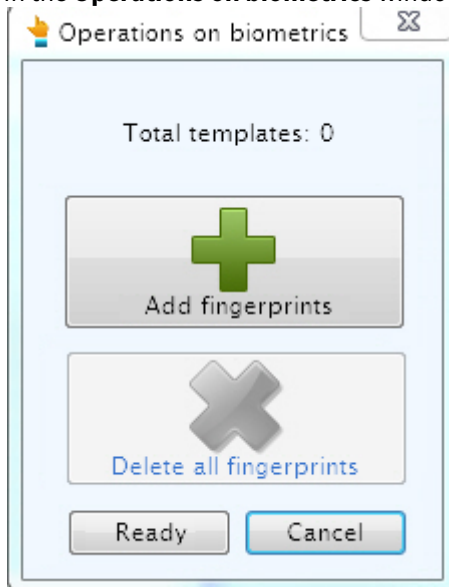 Operations on biometrics
Total templates: 0
Add fingerprints
Delete all fingerprints
Ready Cancel